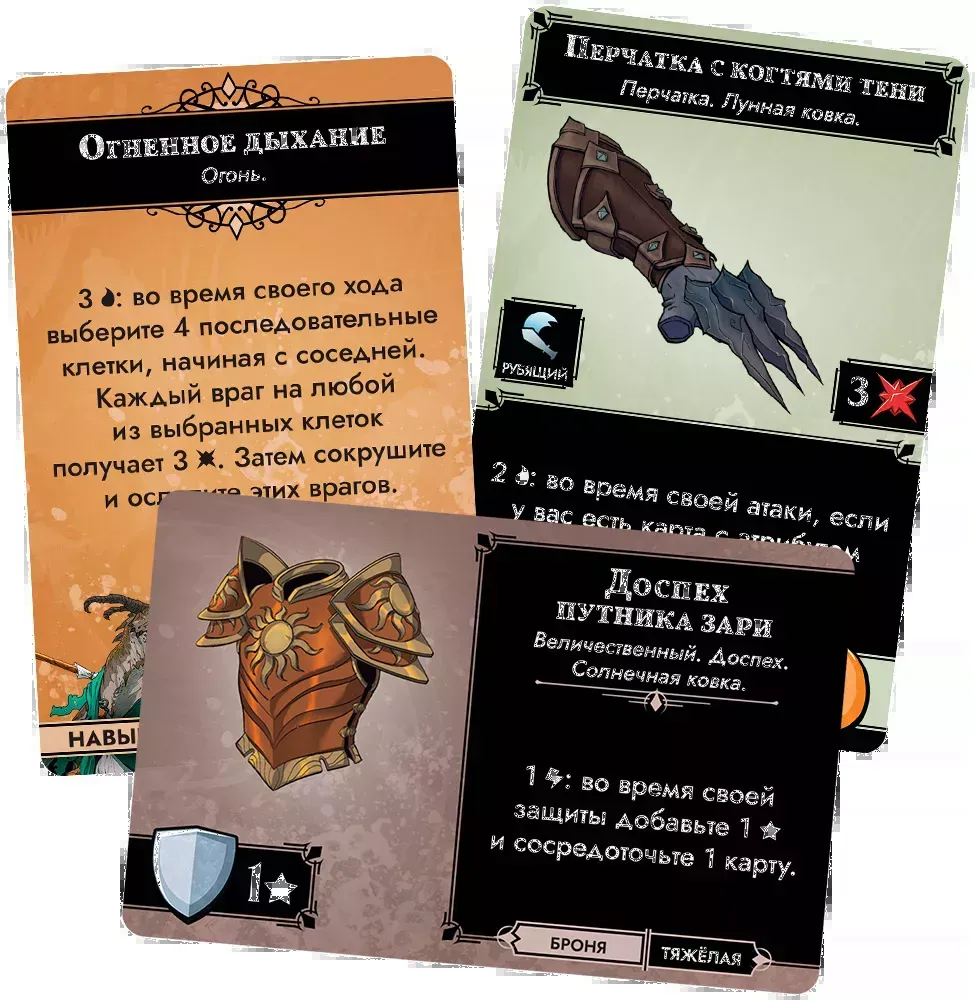 Огненное дыхание
Огонь.
3 : во время своего хода
выберите 4 последовательные
клетки, начиная с соседней.
Каждый враг на любой
из выбранных клеток
получает 3 . Затем сокрушите
и этих врагов.
Перчатка с когтями тени
Перчатка. Лунная ковка.
РУБЯЩИЙ
3
2 : во время своей атаки, если
у вас есть карта с атрибутом
Доспех
путника зари
Величественный. Доспех.
Солнечная ковка.
1 : во время своей
защиты добавьте 1
и сосредоточьте 1 карту.
1
БРОНЯ
ТЯЖЁЛАЯ